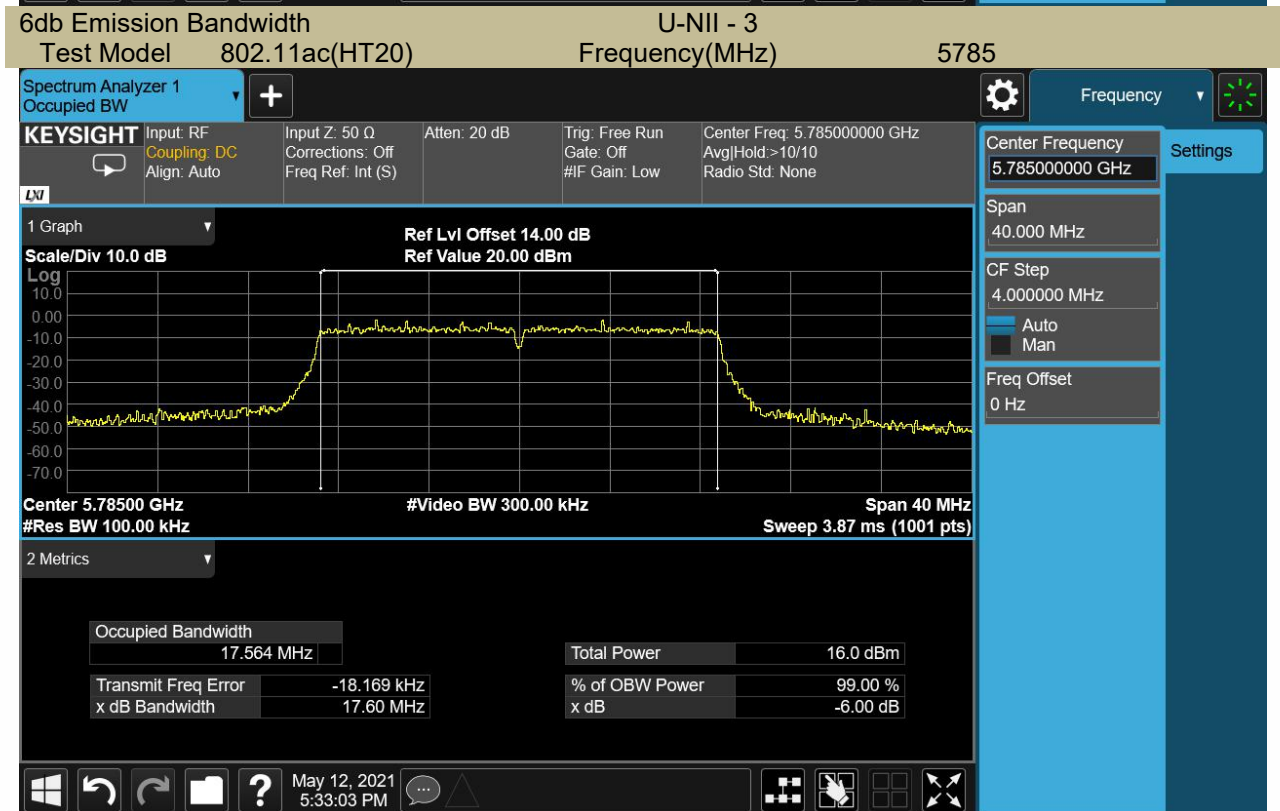 6db Emission Bandwidth U-NII - 3
Test Model 802.11ac(HT20) Frequency(MHz) 5785
Spectrum Analyzer 1
Occupied BW
+
Frequency
KEYSIGHT
LXI
Input: RF
Coupling: DC
Align: Auto
Input Z: 50 Ω
Corrections: Off
Freq Ref: Int (S)
Atten: 20 dB
Trig: Free Run
Gate: Off
#IF Gain: Low
Center Freq: 5.785000000 GHz
Avg|Hold:>10/10
Radio Std: None
Center Frequency
5.785000000 GHz
Settings
Span
40.000 MHz
CF Step
4.000000 MHz
Auto
Man
Freq Offset
0 Hz
1 Graph
Ref Lvl Offset 14.00 dB
Scale/Div 10.0 dB Ref Value 20.00 dBm
Log
10.0
0.00
-10.0
-20.0
-30.0
-40.0
-50.0
-60.0
-70.0
Center 5.78500 GHz #Video BW 300.00 kHz Span 40 MHz
#Res BW 100.00 kHz Sweep 3.87 ms (1001 pts)
2 Metrics
Occupied Bandwidth
17.564 MHz
Total Power 16.0 dBm
Transmit Freq Error -18.169 kHz % of OBW Power 99.00 %
x dB Bandwidth 17.60 MHz x dB -6.00 dB
?
May 12, 2021
5:33:03 PM